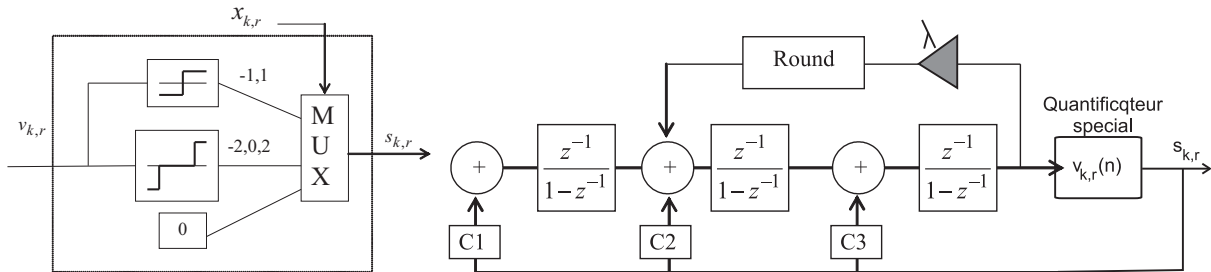 x_{k,r}
-1,1
v_{k,r}
-2,0,2
0
M
U
X
s_{k,r}
Round
λ
Quantificqteur
special
+
z^{-1}
1-z^{-1}
+
z^{-1}
1-z^{-1}
+
z^{-1}
1-z^{-1}
v_{k,r}(n)
s_{k,r}
C1
C2
C3